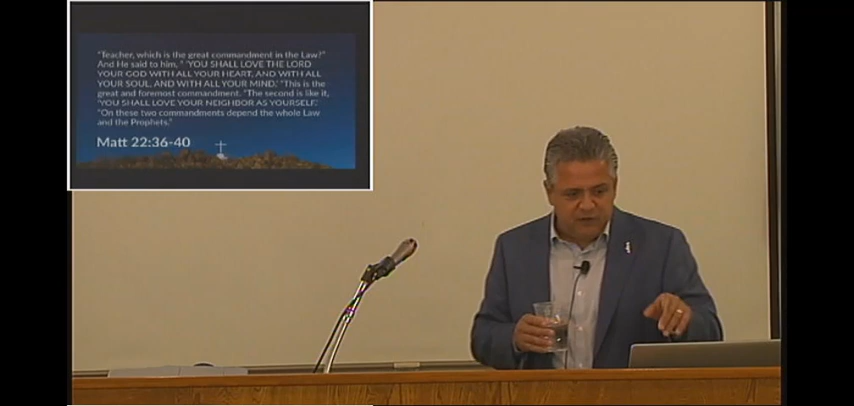 "Teacher, which is the great commandment in the Law?"
And He said to him, " 'YOU SHALL LOVE THE LORD
YOUR GOD WITH ALL YOUR HEART, AND WITH ALL
YOUR SOUL, AND WITH ALL YOUR MIND.' "This is the
great and foremost commandment. "The second is like it,
'YOU SHALL LOVE YOUR NEIGHBOR AS YOURSELF.'
"On these two commandments depend the whole Law
and the Prophets."
Matt 22:36-40